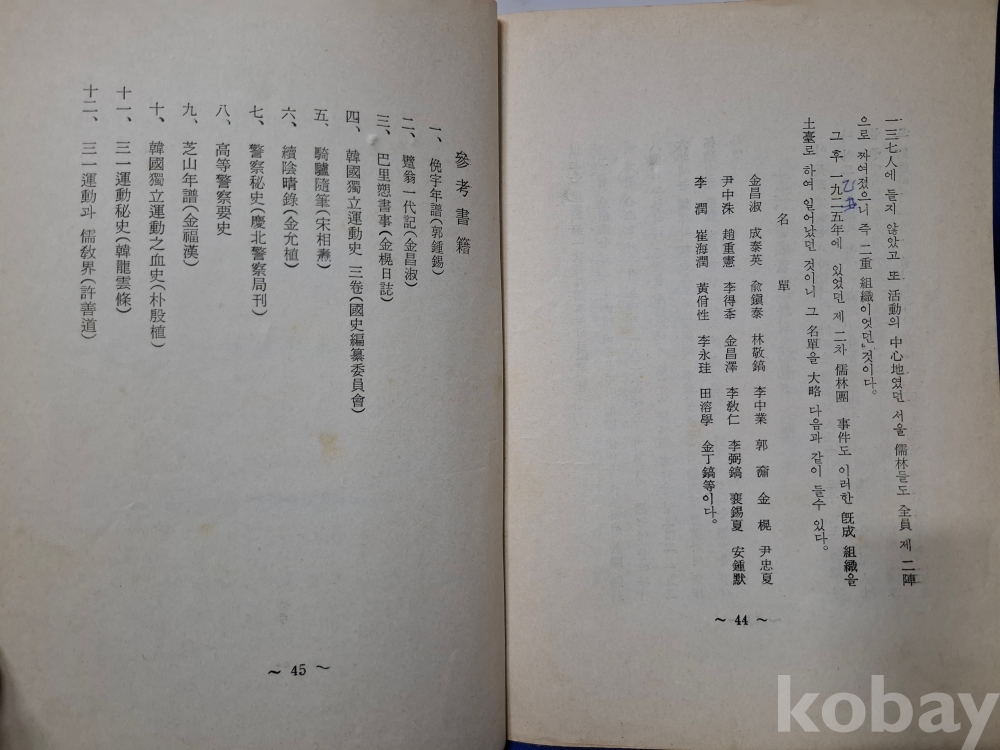 一三七人에 들지 않았고 또 活動의 中心地였던 서울 儒林들도 全員 제 二陣
으로 짜여졌으니 즉 二重 組織이엇던 것이다.
그 후 一九二五年에 있었던 제 二차 儒林團 事件도 이러한 旣成 組織을
土臺로 하여 일어났던 것이니 그 名單을 大略 다음과 같이 들수 있다.
名 單
金昌淑 成泰英 兪鎭泰 林敬鎬 李中業 郭奫 金榥 尹忠夏
尹中洙 趙重憲 李得秊 金昌澤 李敎仁 李弼鎬 裵錫夏 安鍾默
李潤 崔海潤 黃佾性 李永珪 田溶學 金丁鎬等이다.
~ 44 ~
參考書籍
一、俛宇年譜(郭鍾錫)
二、躄翁一代記(金昌淑)
三、巴里愬書事(金榥日誌)
四、韓國獨立運動史 三卷(國史編纂委員會)
五、騎驢隨筆(宋相燾)
六、續陰晴錄(金允植)
七、警察秘史(慶北警察局刊)
八、高等警察要史
九、芝山年譜(金福漢)
十、韓國獨立運動之血史(朴殷植)
十一、三一運動秘史(韓龍雲條)
十二、三一運動과 儒敎界(許善道)
~ 45 ~
kobay